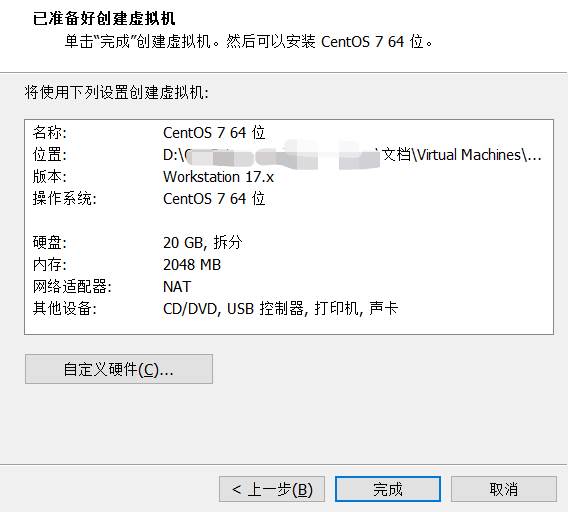 已准备好创建虚拟机
单击“完成”创建虚拟机。然后可以安装 CentOS 7 64 位。
将使用下列设置创建虚拟机:
名称: CentOS 7 64 位
位置: D:\ \文档\Virtual Machines\...
版本: Workstation 17.x
操作系统: CentOS 7 64 位
硬盘: 20 GB, 拆分
内存: 2048 MB
网络适配器: NAT
其他设备: CD/DVD, USB 控制器, 打印机, 声卡
自定义硬件(C)...
< 上一步(B) 完成 取消